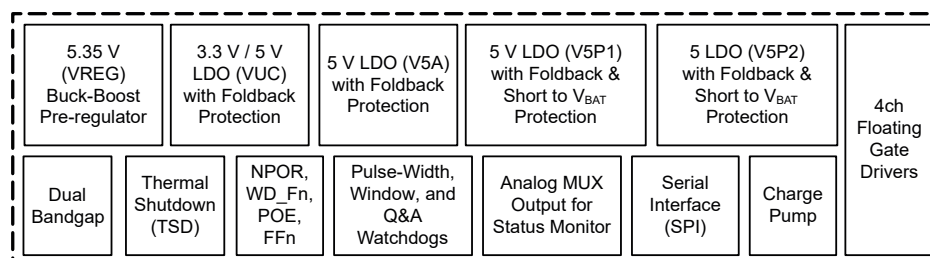 5.35 V
(VREG)
Buck-Boost
Pre-regulator
3.3 V / 5 V
LDO (VUC)
with Foldback
Protection
5 V LDO (V5A)
with Foldback
Protection
5 V LDO (V5P1)
with Foldback &
Short to VBAT
Protection
5 LDO (V5P2)
with Foldback &
Short to VBAT
Protection
4ch
Floating
Gate
Drivers
Dual
Bandgap
Thermal
Shutdown
(TSD)
NPOR,
WD_Fn,
POE,
FFn
Pulse-Width,
Window, and
Q&A
Watchdogs
Analog MUX
Output for
Status Monitor
Serial
Interface
(SPI)
Charge
Pump